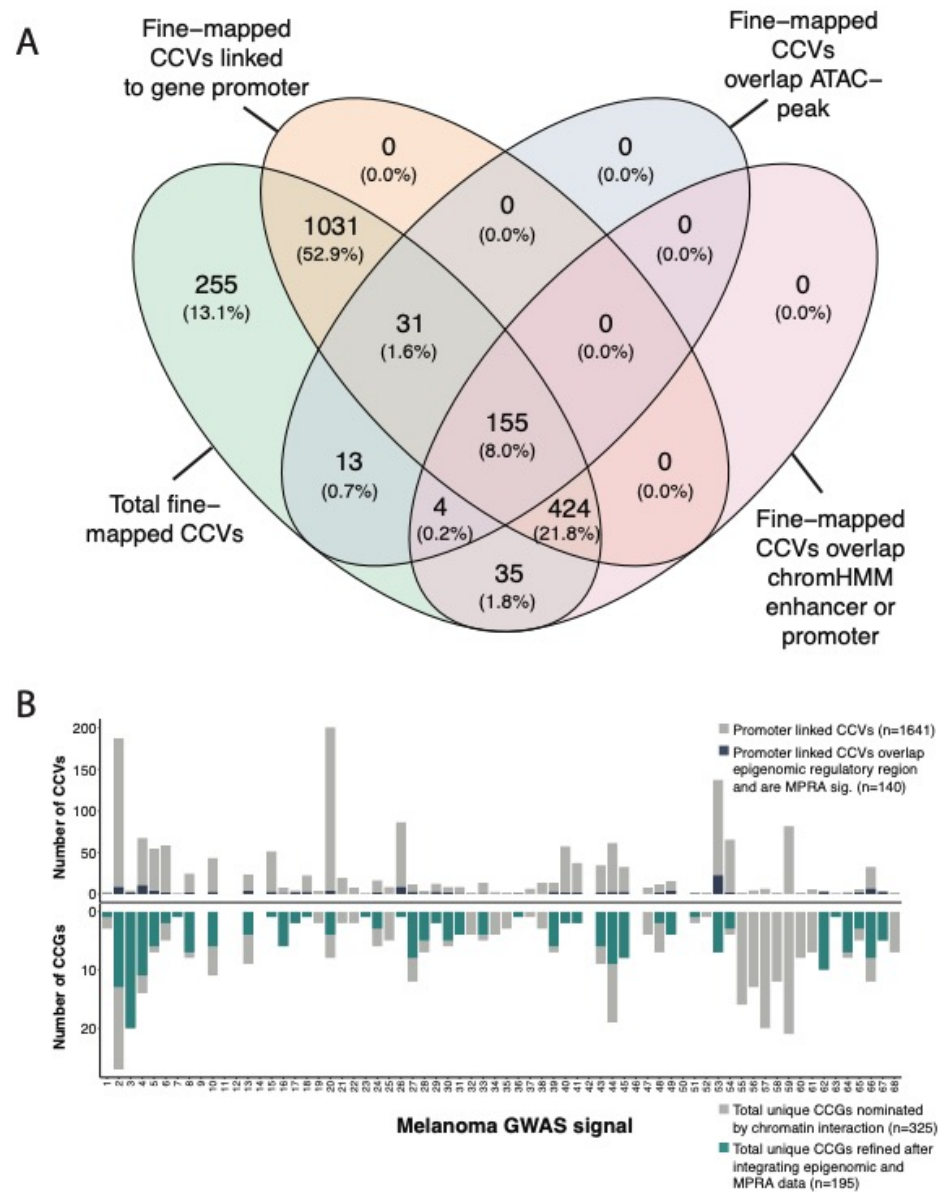 A
Fine−mapped
CCVs linked
to gene promoter
Fine−mapped
CCVs
overlap ATAC−
peak
0
(0.0%)
0
(0.0%)
0
(0.0%)
1031
(52.9%)
0
(0.0%)
255
(13.1%)
0
(0.0%)
31
(1.6%)
0
(0.0%)
155
(8.0%)
13
(0.7%)
0
(0.0%)
4
(0.2%)
424
(21.8%)
35
(1.8%)
Total fine−
mapped CCVs
Fine−mapped
CCVs overlap
chromHMM
enhancer or
promoter
B
Number of CCVs
200
150
100
50
0
Promoter linked CCVs (n=1641)
Promoter linked CCVs overlap
epigenomic regulatory region
and are MPRA sig. (n=140)
Number of CCGs
0
10
20
1 2 3 4 5 6 7 8 9 10 11 12 13 14 15 16 17 18 19 20 21 22 23 24 25 26 27 28 29 30 31 32 33 34 35 36 37 38 39 40 41 42 43 44 45 46 47 48 49 50 51 52 53 54 55 56 57 58 59 60 61 62 63 64 65 66 67 68
Melanoma GWAS signal
Total unique CCGs nominated
by chromatin interaction (n=325)
Total unique CCGs refined after
integrating epigenomic and
MPRA data (n=195)